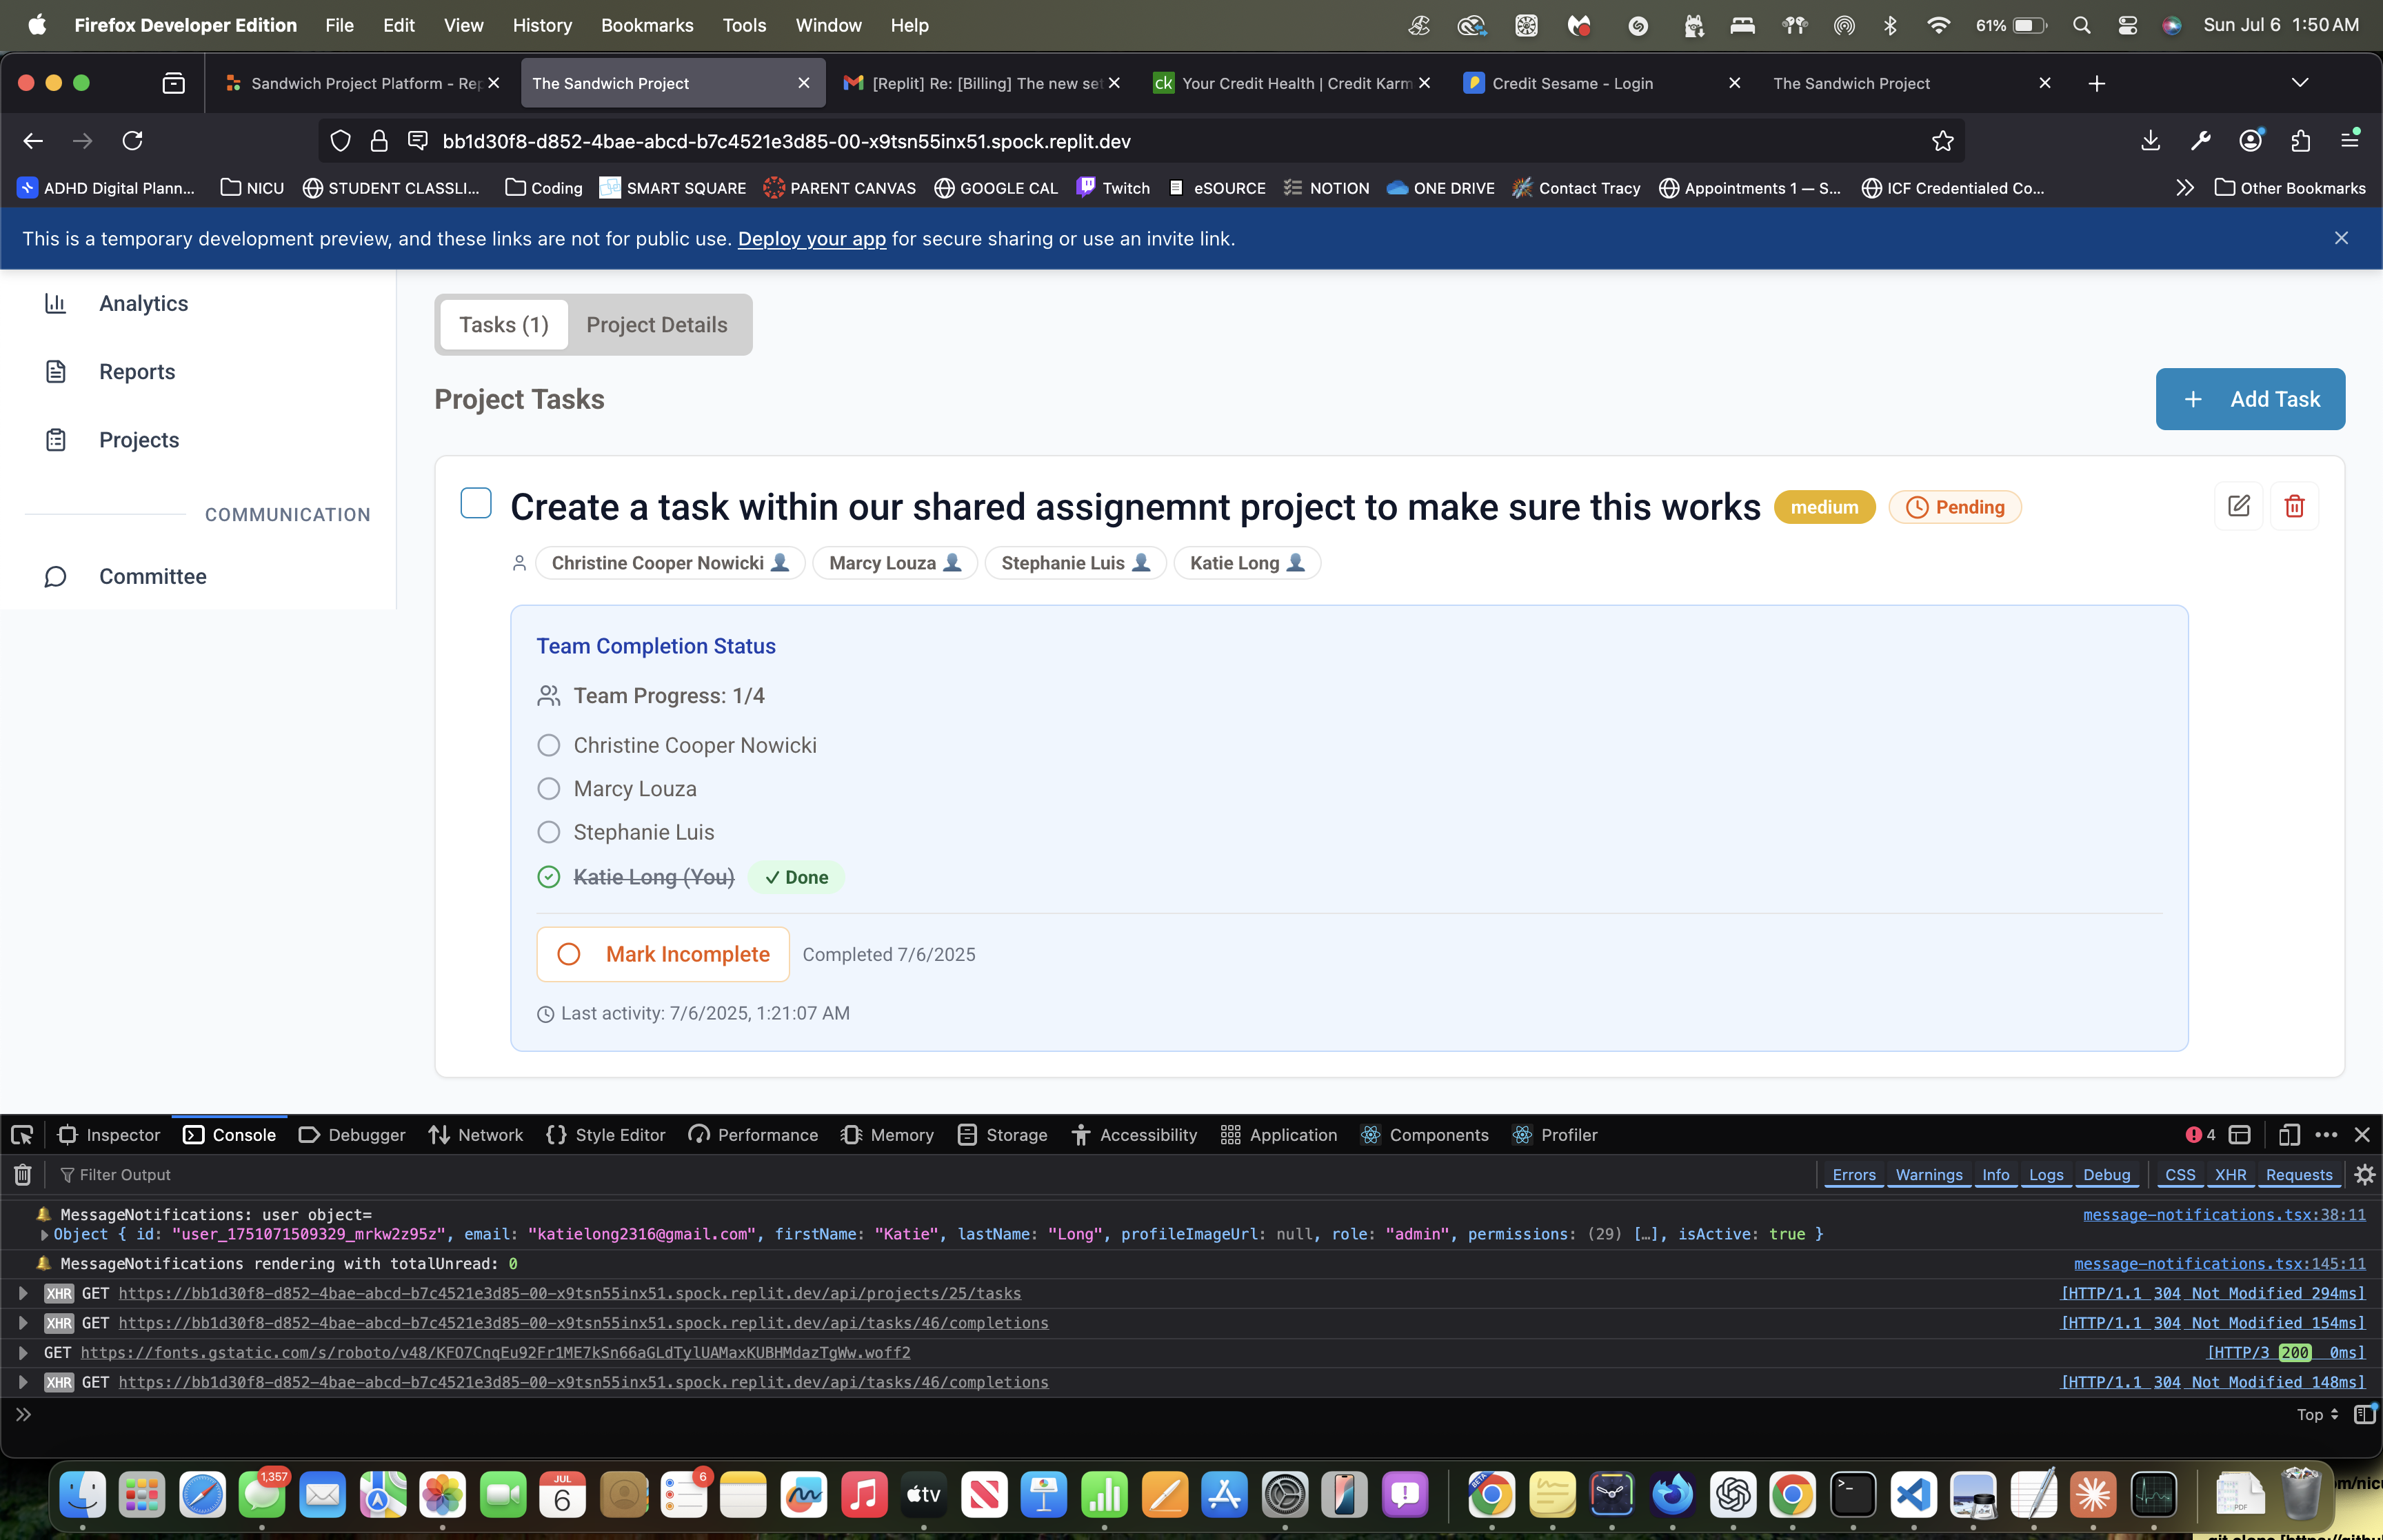 Firefox Developer Edition File Edit View History Bookmarks Tools Window Help 61% Sun Jul 6 1:50 AM
Sandwich Project Platform - Rep The Sandwich Project [Replit] Re: [Billing] The new set ck Your Credit Health | Credit Karm Credit Sesame - Login The Sandwich Project
bb1d30f8-d852-4bae-abcd-b7c4521e3d85-00-x9tsn55inx51.spock.replit.dev
ADHD Digital Plann... NICU STUDENT CLASSLI... Coding SMART SQUARE PARENT CANVAS GOOGLE CAL Twitch eSOURCE NOTION ONE DRIVE Contact Tracy Appointments 1 — S... ICF Credentialed Co... Other Bookmarks
This is a temporary development preview, and these links are not for public use. Deploy your app for secure sharing or use an invite link.
Analytics
Reports
Projects
COMMUNICATION
Committee
Tasks (1) Project Details
Project Tasks
Add Task
Create a task within our shared assignemnt project to make sure this works medium Pending
Christine Cooper Nowicki 👤 Marcy Louza 👤 Stephanie Luis 👤 Katie Long 👤
Team Completion Status
Team Progress: 1/4
Christine Cooper Nowicki
Marcy Louza
Stephanie Luis
Katie Long (You) ✓ Done
Mark Incomplete Completed 7/6/2025
Last activity: 7/6/2025, 1:21:07 AM
Inspector Console Debugger Network Style Editor Performance Memory Storage Accessibility Application Components Profiler 4
Filter Output Errors Warnings Info Logs Debug CSS XHR Requests
🔔 MessageNotifications: user object= message-notifications.tsx:38:11
Object { id: "user_1751071509329_mrkw2z95z", email: "katielong2316@gmail.com", firstName: "Katie", lastName: "Long", profileImageUrl: null, role: "admin", permissions: (29) […], isActive: true }
🔔 MessageNotifications rendering with totalUnread: 0 message-notifications.tsx:145:11
XHR GET https://bb1d30f8-d852-4bae-abcd-b7c4521e3d85-00-x9tsn55inx51.spock.replit.dev/api/projects/25/tasks [HTTP/1.1 304 Not Modified 294ms]
XHR GET https://bb1d30f8-d852-4bae-abcd-b7c4521e3d85-00-x9tsn55inx51.spock.replit.dev/api/tasks/46/completions [HTTP/1.1 304 Not Modified 154ms]
GET https://fonts.gstatic.com/s/roboto/v48/KFO7CnqEu92Fr1ME7kSn66aGLdTylUAMaxKUBHMdazTgWw.woff2 [HTTP/3 200 0ms]
XHR GET https://bb1d30f8-d852-4bae-abcd-b7c4521e3d85-00-x9tsn55inx51.spock.replit.dev/api/tasks/46/completions [HTTP/1.1 304 Not Modified 148ms]
Top
1,357 JUL 6 6 tv BETA PDF